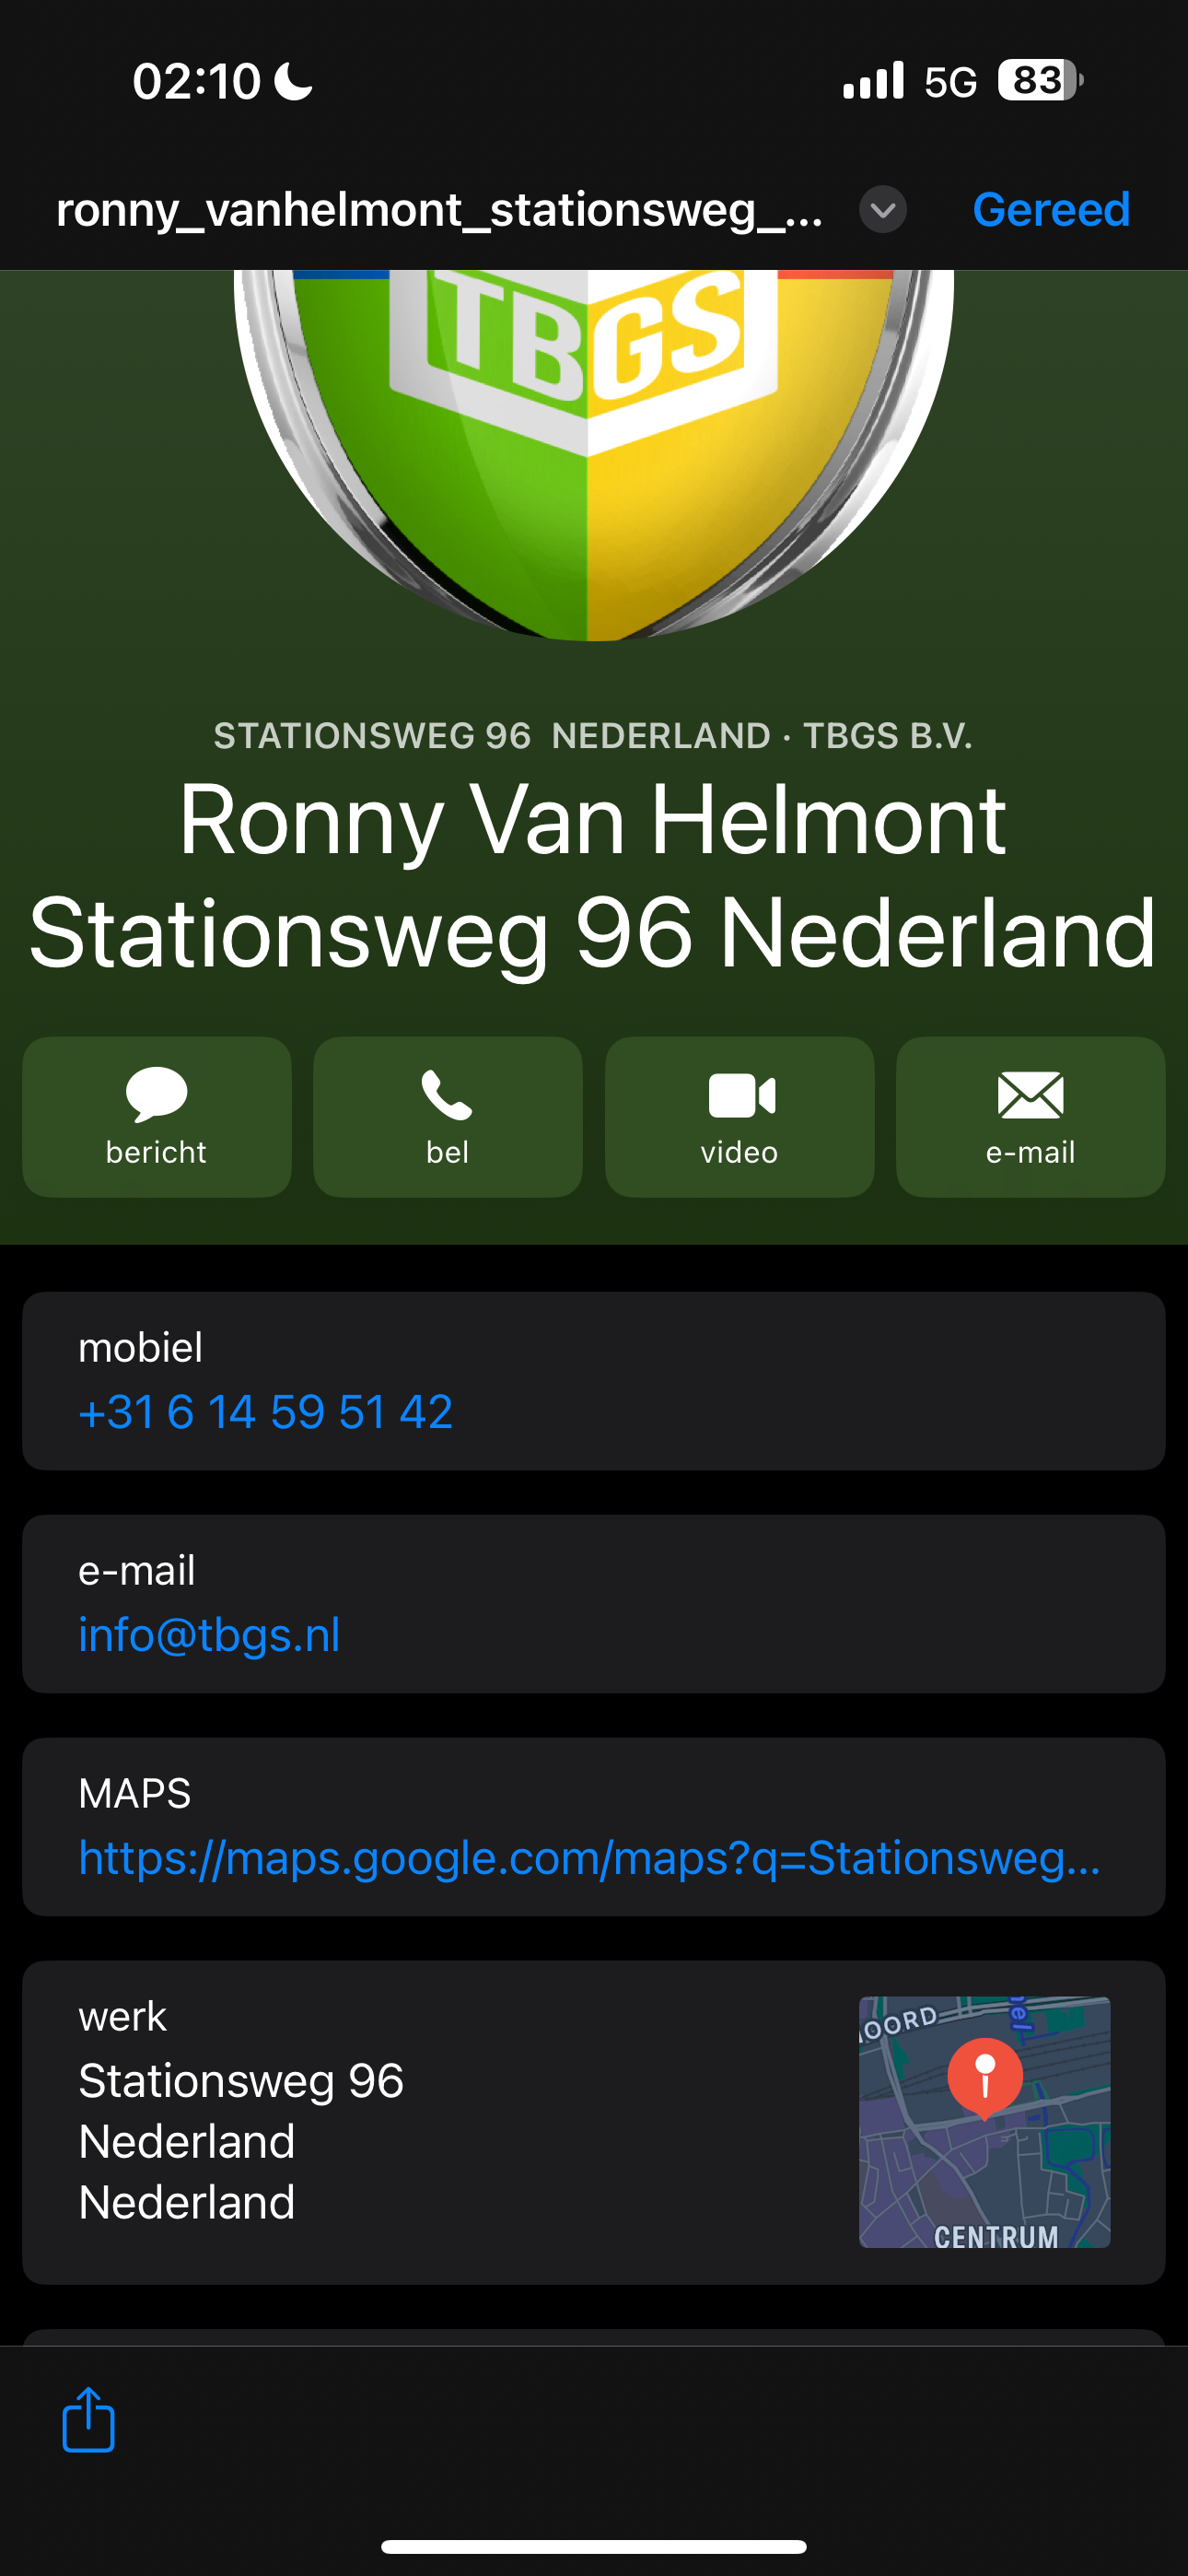 02:10
5G
83
ronny_vanhelmont_stationsweg_...
Gereed
TBGS
STATIONSWEG 96 NEDERLAND · TBGS B.V.
Ronny Van Helmont
Stationsweg 96 Nederland
bericht
bel
video
e-mail
mobiel
+31 6 14 59 51 42
e-mail
info@tbgs.nl
MAPS
https://maps.google.com/maps?q=Stationsweg...
werk
Stationsweg 96
Nederland
Nederland
OORD
CENTRUM